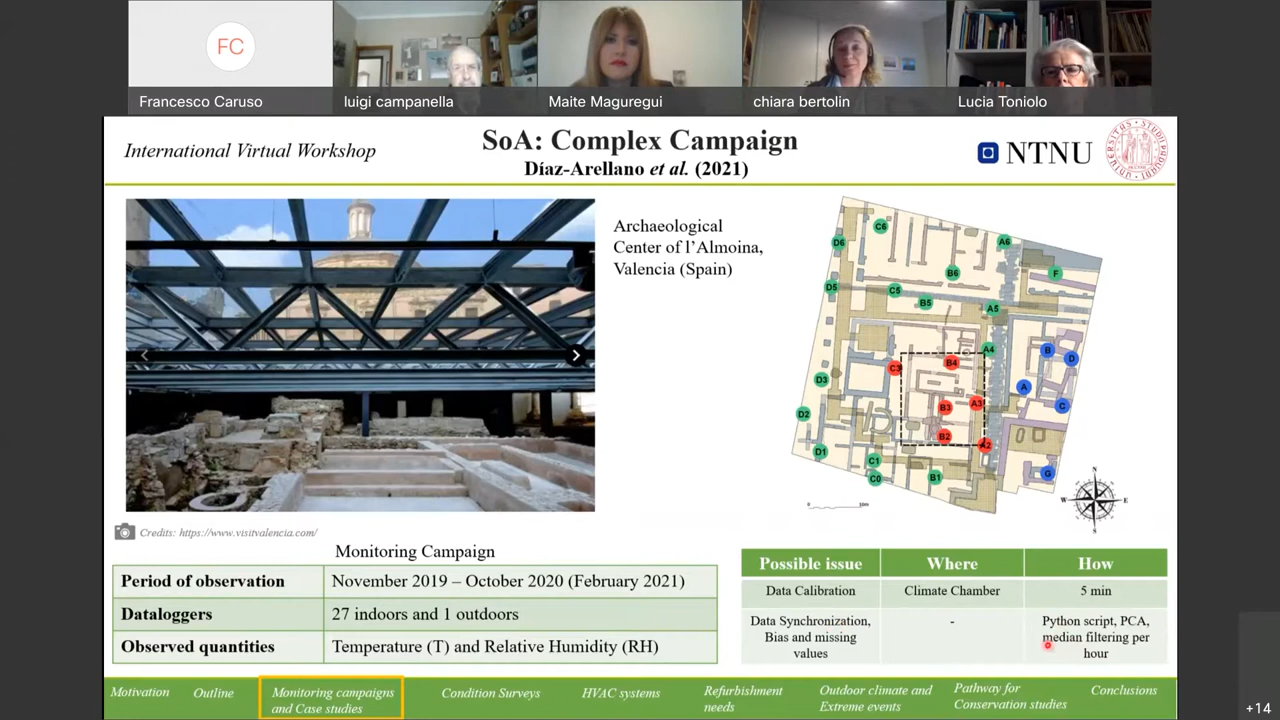 FC
Francesco Caruso
luigi campanella
Maite Maguregui
chiara bertolin
Lucia Toniolo
International Virtual Workshop
SoA: Complex Campaign
Díaz-Arellano et al. (2021)
NTNU
Archaeological
Center of l'Almoina,
Valencia (Spain)
C6
D6
A6
B6
F
D5
C5
B5
A5
A4
B
D
B4
C3
D3
A
B3
A3
C
D2
B2
A2
D1
C1
C0
B1
G
N
W
E
S
0
10m
Credits: https://www.visitvalencia.com/
Monitoring Campaign
Period of observation
November 2019 – October 2020 (February 2021)
Dataloggers
27 indoors and 1 outdoors
Observed quantities
Temperature (T) and Relative Humidity (RH)
Possible issue
Where
How
Data Calibration
Climate Chamber
5 min
Data Synchronization,
Bias and missing
values
-
Python script, PCA,
median filtering per
hour
Motivation
Outline
Monitoring campaigns
and Case studies
Condition Surveys
HVAC systems
Refurbishment
needs
Outdoor climate and
Extreme events
Pathway for
Conservation studies
Conclusions
+14